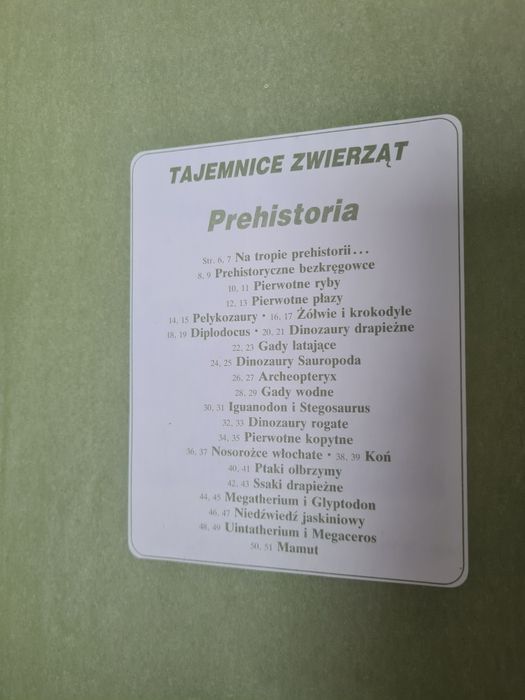 TAJEMNICE ZWIERZĄT
Prehistoria
Str. 6, 7 Na tropie prehistorii...
8, 9 Prehistoryczne bezkręgowce
10, 11 Pierwotne ryby
12, 13 Pierwotne płazy
14, 15 Pelykozaury • 16, 17 Żółwie i krokodyle
18, 19 Diplodocus • 20, 21 Dinozaury drapieżne
22, 23 Gady latające
24, 25 Dinozaury Sauropoda
26, 27 Archeopteryx
28, 29 Gady wodne
30, 31 Iguanodon i Stegosaurus
32, 33 Dinozaury rogate
34, 35 Pierwotne kopytne
36, 37 Nosorożce włochate • 38, 39 Koń
40, 41 Ptaki olbrzymy
42, 43 Ssaki drapieżne
44, 45 Megatherium i Glyptodon
46, 47 Niedźwiedź jaskiniowy
48, 49 Uintatherium i Megaceros
50, 51 Mamut